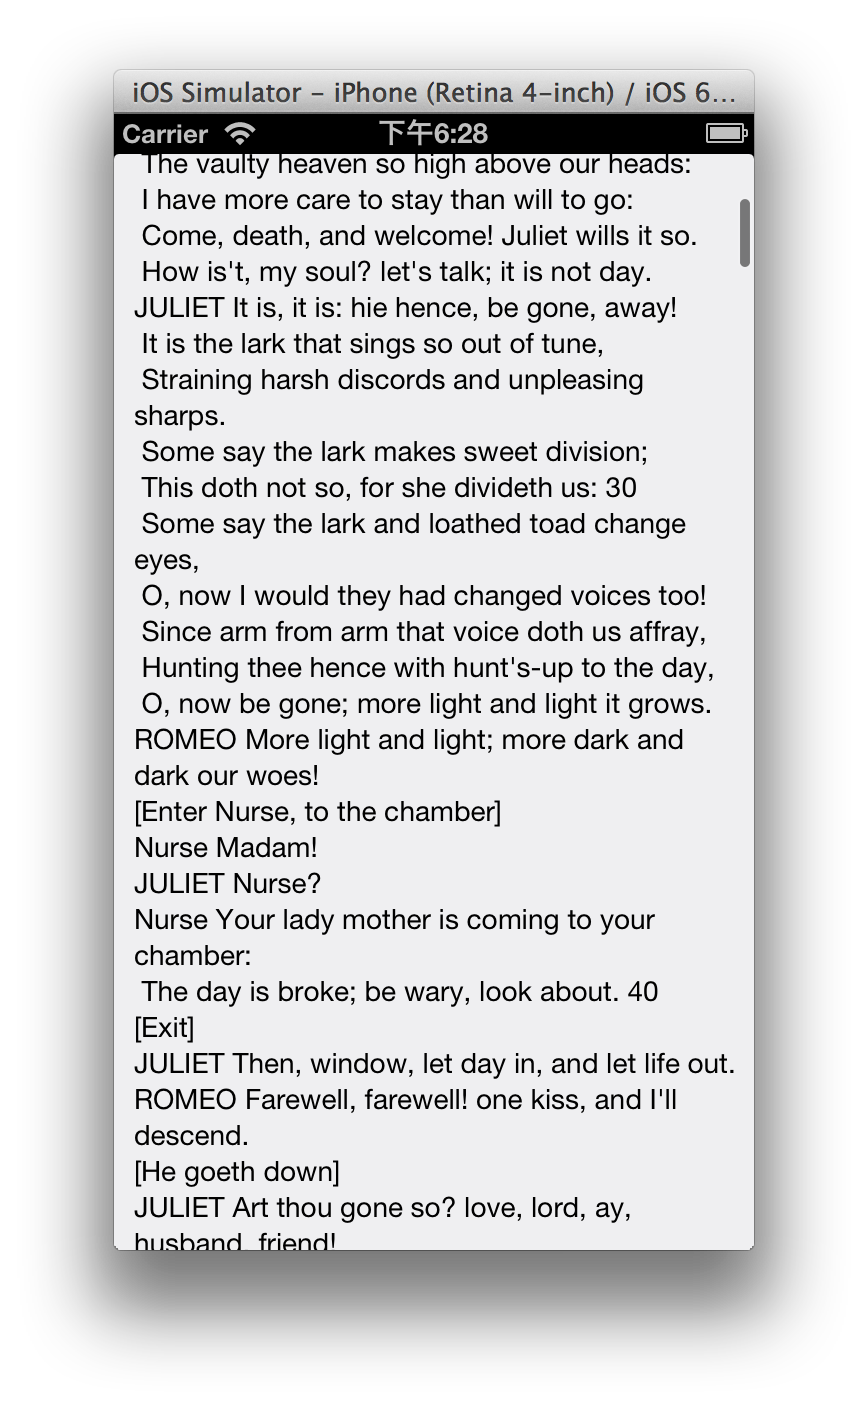 iOS Simulator – iPhone (Retina 4-inch) / iOS 6...
Carrier 下午6:28
The vaulty heaven so high above our heads:
I have more care to stay than will to go:
Come, death, and welcome! Juliet wills it so.
How is't, my soul? let's talk; it is not day.
JULIET It is, it is: hie hence, be gone, away!
It is the lark that sings so out of tune,
Straining harsh discords and unpleasing
sharps.
Some say the lark makes sweet division;
This doth not so, for she divideth us: 30
Some say the lark and loathed toad change
eyes,
O, now I would they had changed voices too!
Since arm from arm that voice doth us affray,
Hunting thee hence with hunt's-up to the day,
O, now be gone; more light and light it grows.
ROMEO More light and light; more dark and
dark our woes!
[Enter Nurse, to the chamber]
Nurse Madam!
JULIET Nurse?
Nurse Your lady mother is coming to your
chamber:
The day is broke; be wary, look about. 40
[Exit]
JULIET Then, window, let day in, and let life out.
ROMEO Farewell, farewell! one kiss, and I'll
descend.
[He goeth down]
JULIET Art thou gone so? love, lord, ay,
husband, friend!